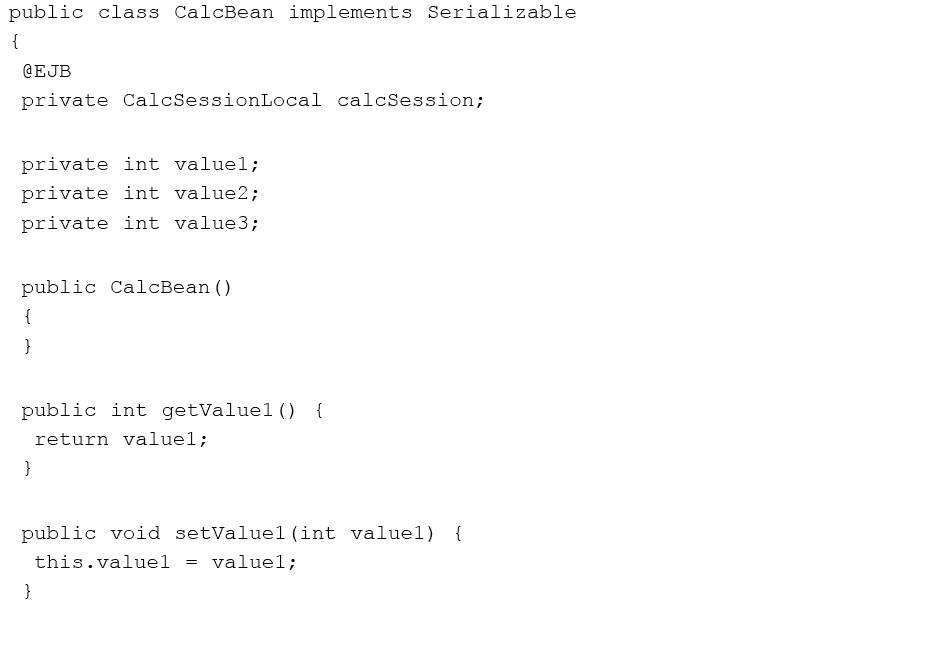 public class CalcBean implements Serializable
{
@EJB
private CalcSessionLocal calcSession;
private int value1;
private int value2;
private int value3;
public CalcBean()
{
}
public int getValue1() {
return value1;
}
public void setValue1(int value1) {
this.value1 = value1;
}